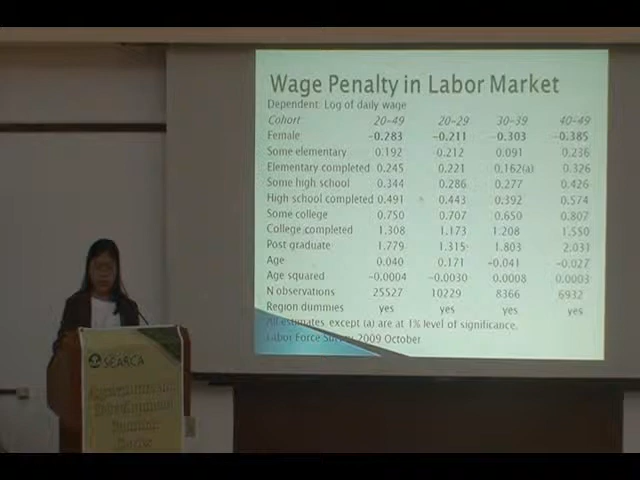 Wage Penalty in Labor Market
Dependent: Log of daily wage
Cohort 20-49 20-29 30-39 40-49
Female -0.283 -0.211 -0.303 -0.385
Some elementary 0.192 0.212 0.091 0.236
Elementary completed 0.245 0.221 0.162(a) 0.326
Some high school 0.344 0.286 0.277 0.426
High school completed 0.491 0.443 0.392 0.574
Some college 0.750 0.707 0.650 0.807
College completed 1.308 1.173 1.208 1.550
Post graduate 1.779 1.315 1.803 2.031
Age 0.040 0.171 -0.041 -0.027
Age squared -0.0004 -0.0030 0.0008 0.0003
N observations 25527 10229 8366 6932
Region dummies yes yes yes yes
All estimates except (a) are at 1% level of significance.
Labor Force Survey 2009 October
SEARCA